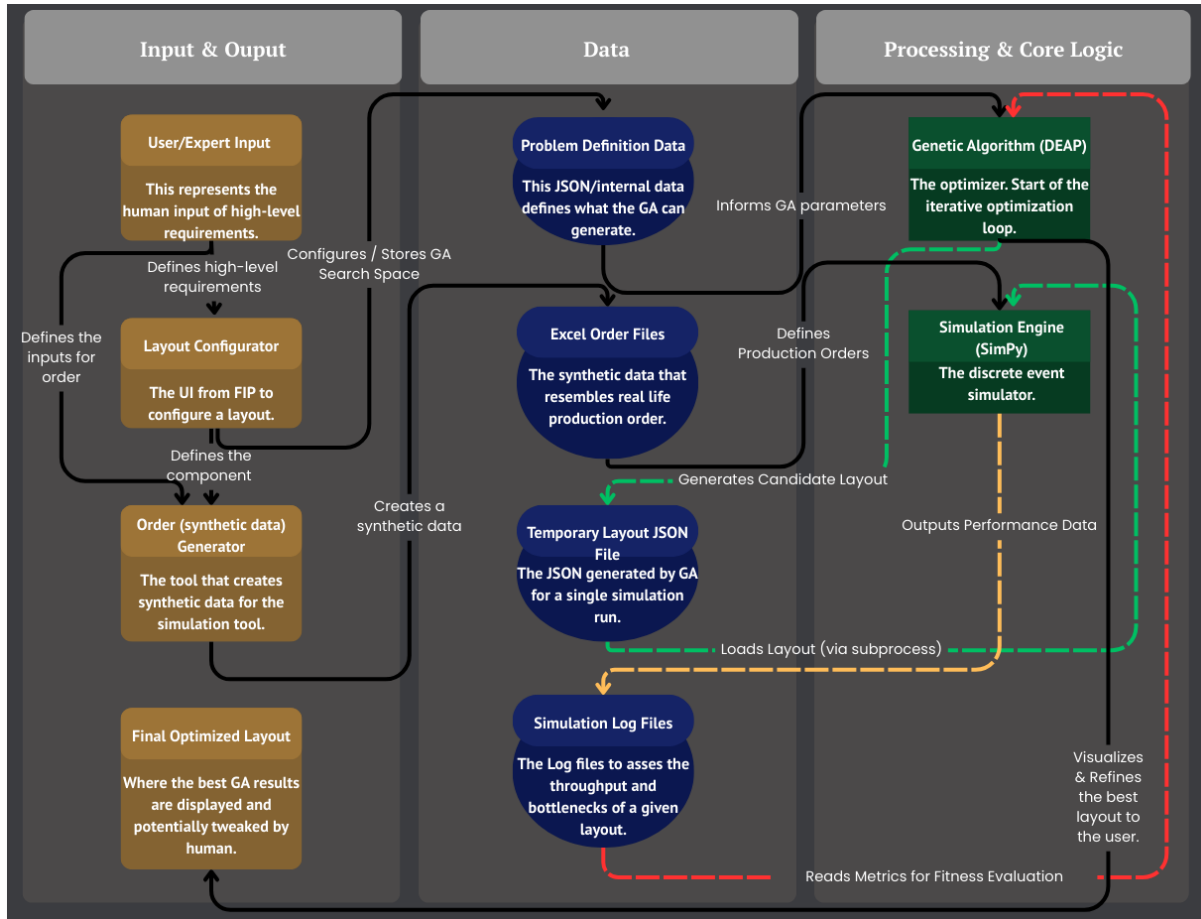 Input & Ouput
Data
Processing & Core Logic
User/Expert Input
This represents the
human input of high-level
requirements.
Defines high-level
requirements
Defines the
inputs for
order
Layout Configurator
The UI from FIP to
configure a layout.
Configures / Stores GA
Search Space
Defines the
component
Order (synthetic data)
Generator
The tool that creates
synthetic data for the
simulation tool.
Creates a
synthetic data
Final Optimized Layout
Where the best GA results
are displayed and
potentially tweaked by
human.
Problem Definition Data
This JSON/internal data
defines what the GA can
generate.
Informs GA parameters
Excel Order Files
The synthetic data that
resembles real life
production order.
Defines
Production Orders
Generates Candidate Layout
Temporary Layout JSON
File
The JSON generated by GA
for a single simulation
run.
Loads Layout (via subprocess)
Simulation Log Files
The Log files to asses the
throughput and
bottlenecks of a given
layout.
Reads Metrics for Fitness Evaluation
Genetic Algorithm (DEAP)
The optimizer. Start of the
iterative optimization
loop.
Simulation Engine
(SimPy)
The discrete event
simulator.
Outputs Performance Data
Visualizes
& Refines
the best
layout to
the user.